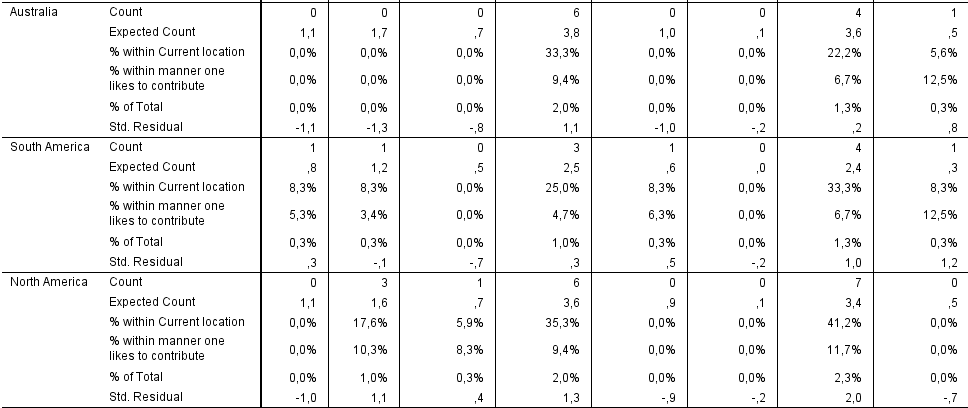 Australia Count 0 0 0 6 0 0 4 1
Expected Count 1,1 1,7 ,7 3,8 1,0 ,1 3,6 ,5
% within Current location 0,0% 0,0% 0,0% 33,3% 0,0% 0,0% 22,2% 5,6%
% within manner one
likes to contribute 0,0% 0,0% 0,0% 9,4% 0,0% 0,0% 6,7% 12,5%
% of Total 0,0% 0,0% 0,0% 2,0% 0,0% 0,0% 1,3% 0,3%
Std. Residual -1,1 -1,3 -,8 1,1 -1,0 -,2 ,2 ,8
South America Count 1 1 0 3 1 0 4 1
Expected Count ,8 1,2 ,5 2,5 ,6 ,0 2,4 ,3
% within Current location 8,3% 8,3% 0,0% 25,0% 8,3% 0,0% 33,3% 8,3%
% within manner one
likes to contribute 5,3% 3,4% 0,0% 4,7% 6,3% 0,0% 6,7% 12,5%
% of Total 0,3% 0,3% 0,0% 1,0% 0,3% 0,0% 1,3% 0,3%
Std. Residual ,3 -,1 -,7 ,3 ,5 -,2 1,0 1,2
North America Count 0 3 1 6 0 0 7 0
Expected Count 1,1 1,6 ,7 3,6 ,9 ,1 3,4 ,5
% within Current location 0,0% 17,6% 5,9% 35,3% 0,0% 0,0% 41,2% 0,0%
% within manner one
likes to contribute 0,0% 10,3% 8,3% 9,4% 0,0% 0,0% 11,7% 0,0%
% of Total 0,0% 1,0% 0,3% 2,0% 0,0% 0,0% 2,3% 0,0%
Std. Residual -1,0 1,1 ,4 1,3 -,9 -,2 2,0 -,7